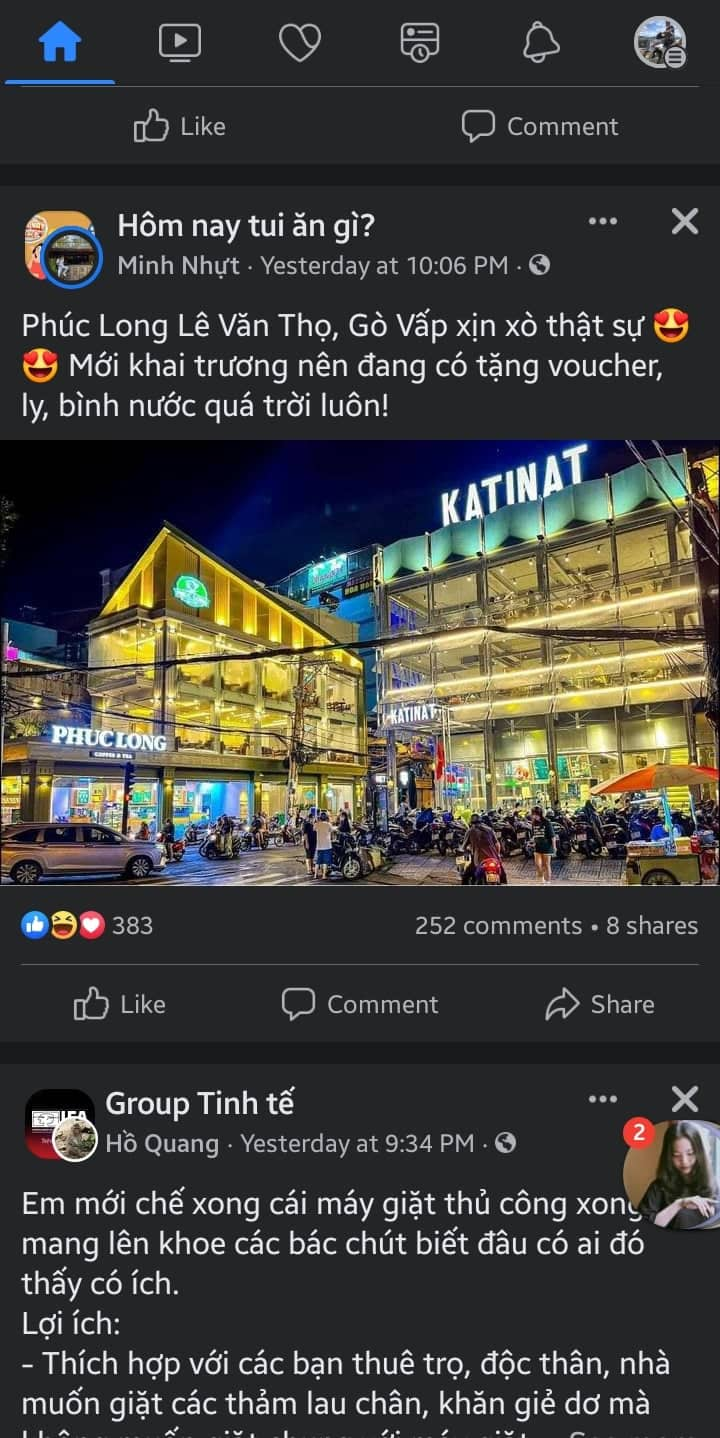 Like
Comment
Hôm nay tui ăn gì?
Minh Nhựt · Yesterday at 10:06 PM ·
Phúc Long Lê Văn Thọ, Gò Vấp xịn xò thật sự 😍
😍 Mới khai trương nên đang có tặng voucher,
ly, bình nước quá trời luôn!
KATINAT
KATINAT
PHUC LONG
COFFEE & TEA
383
252 comments • 8 shares
Like
Comment
Share
Group Tinh tế
Hồ Quang · Yesterday at 9:34 PM ·
2
Em mới chế xong cái máy giặt thủ công xong
mang lên khoe các bác chút biết đâu có ai đó
thấy có ích.
Lợi ích:
- Thích hợp với các bạn thuê trọ, độc thân, nhà
muốn giặt các thảm lau chân, khăn giẻ dơ mà